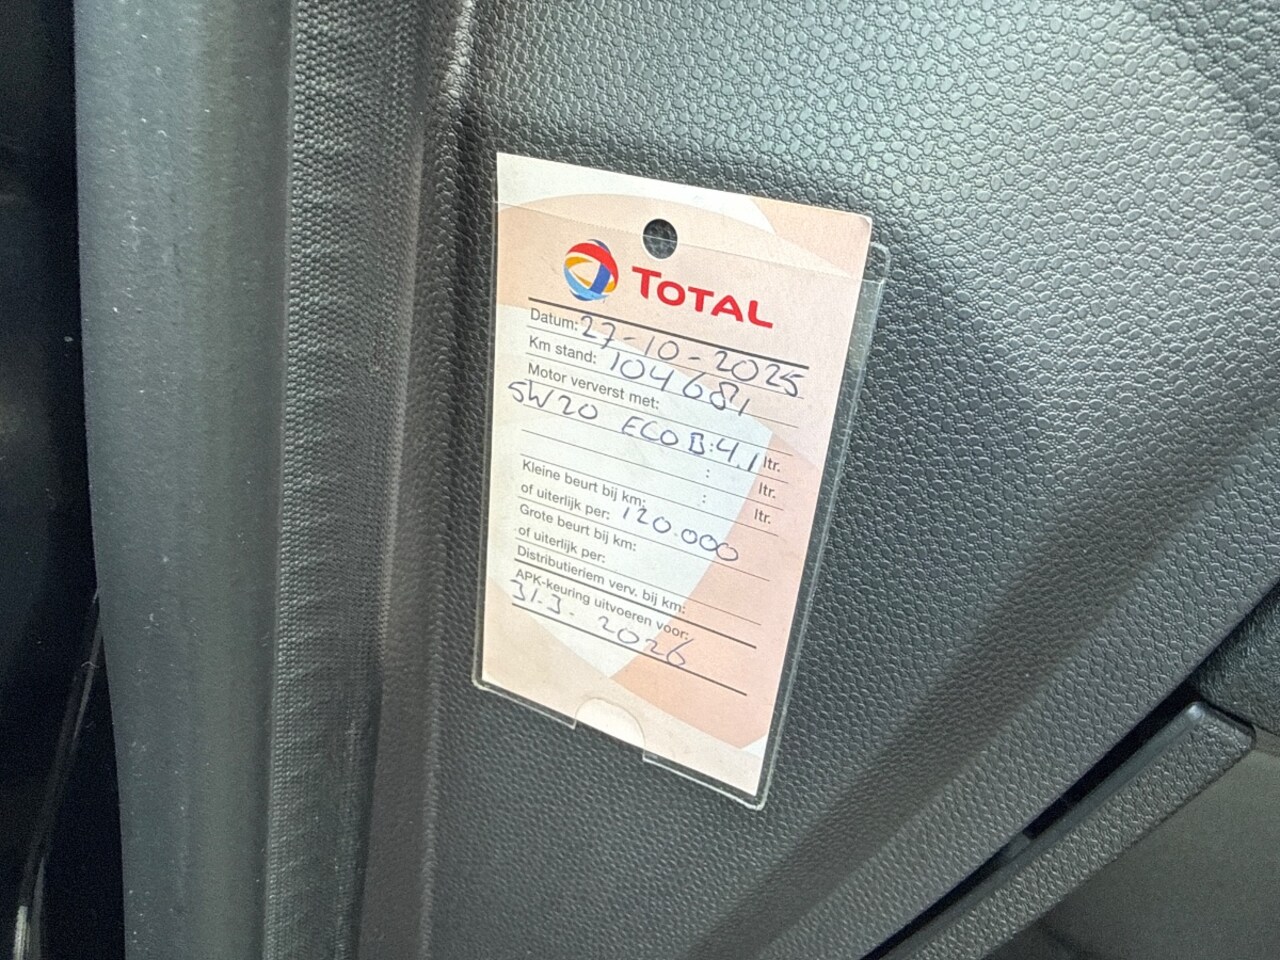 TOTAL
Datum: 27-10-2025
Km stand: 104681
Motor ververst met:
5W20 ECO B: 4.1 ltr.
: ltr.
: ltr.
Kleine beurt bij km:
of uiterlijk per: 120.000
Grote beurt bij km:
of uiterlijk per:
Distributieriem verv. bij km:
APK-keuring uitvoeren voor:
31.3. 2026